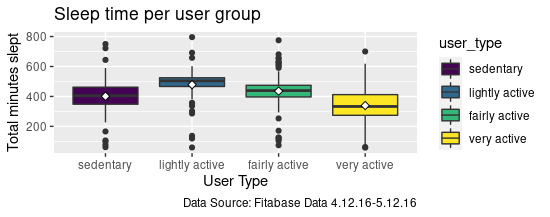 Sleep time per user group
Total minutes slept
800
600
400
200
sedentary
lightly active
fairly active
very active
User Type
user_type
sedentary
lightly active
fairly active
very active
Data Source: Fitabase Data 4.12.16-5.12.16